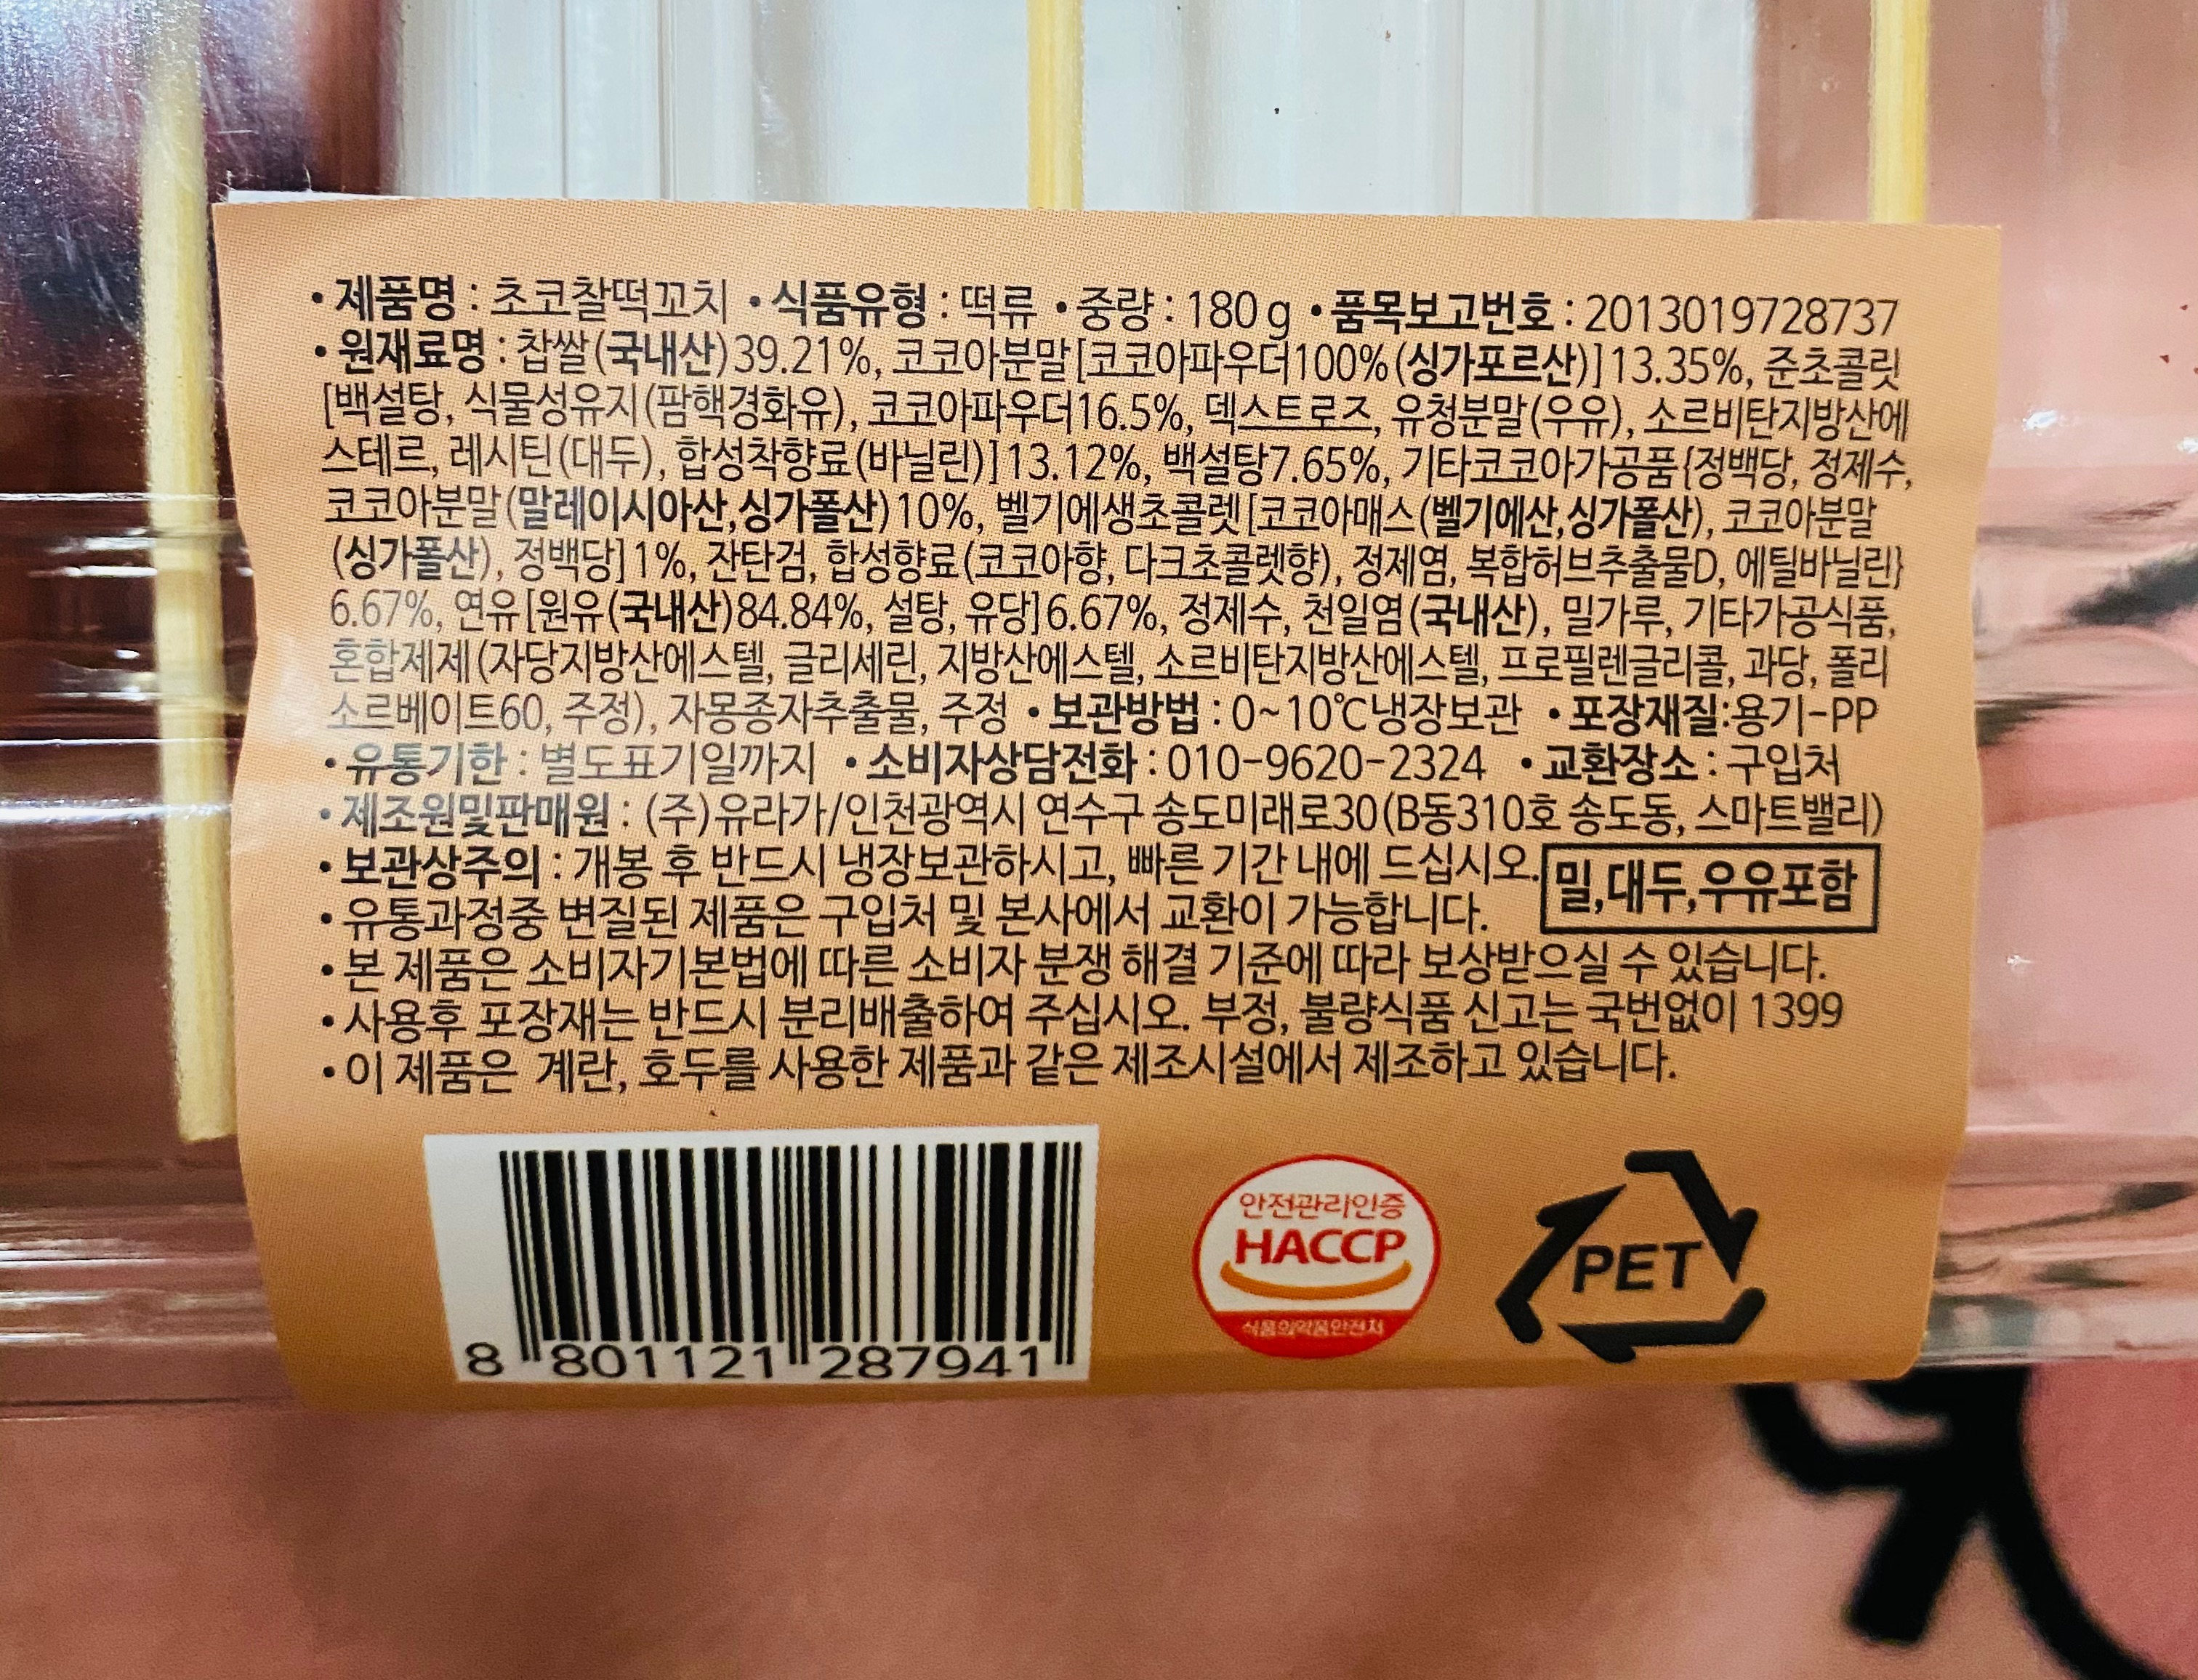 • 제품명 : 초코찰떡꼬치 • 식품유형 : 떡류 • 중량 : 180g • 품목보고번호 : 2013019728737
• 원재료명 : 찹쌀(국내산)39.21%, 코코아분말[코코아파우더100%(싱가포르산)]13.35%, 준초콜릿
[백설탕, 식물성유지(팜핵경화유), 코코아파우더16.5%, 덱스트로즈, 유청분말(우유), 소르비탄지방산에
스테르, 레시틴(대두), 합성착향료(바닐린)]13.12%, 백설탕7.65%, 기타코코아가공품{정백당, 정제수,
코코아분말(말레이시아산,싱가폴산)10%, 벨기에생초콜렛[코코아매스(벨기에산,싱가폴산), 코코아분말
(싱가폴산), 정백당]1%, 잔탄검, 합성향료(코코아향, 다크초콜렛향), 정제염, 복합허브추출물D, 에틸바닐린}
6.67%, 연유[원유(국내산)84.84%, 설탕, 유당]6.67%, 정제수, 천일염(국내산), 밀가루, 기타가공식품,
혼합제제(자당지방산에스텔, 글리세린, 지방산에스텔, 소르비탄지방산에스텔, 프로필렌글리콜, 과당, 폴리
소르베이트60, 주정), 자몽종자추출물, 주정 • 보관방법 : 0~10℃냉장보관 • 포장재질:용기-PP
• 유통기한 : 별도표기일까지 • 소비자상담전화 : 010-9620-2324 • 교환장소 : 구입처
• 제조원및판매원 : (주)유라가/인천광역시 연수구 송도미래로30(B동310호 송도동, 스마트밸리)
• 보관상주의 : 개봉 후 반드시 냉장보관하시고, 빠른 기간 내에 드십시오.
밀,대두,우유포함
• 유통과정중 변질된 제품은 구입처 및 본사에서 교환이 가능합니다.
• 본 제품은 소비자기본법에 따른 소비자 분쟁 해결 기준에 따라 보상받으실 수 있습니다.
• 사용후 포장재는 반드시 분리배출하여 주십시오. 부정, 불량식품 신고는 국번없이 1399
• 이 제품은 계란, 호두를 사용한 제품과 같은 제조시설에서 제조하고 있습니다.
안전관리인증
HACCP
식품의약품안전처
PET
8 801121 287941